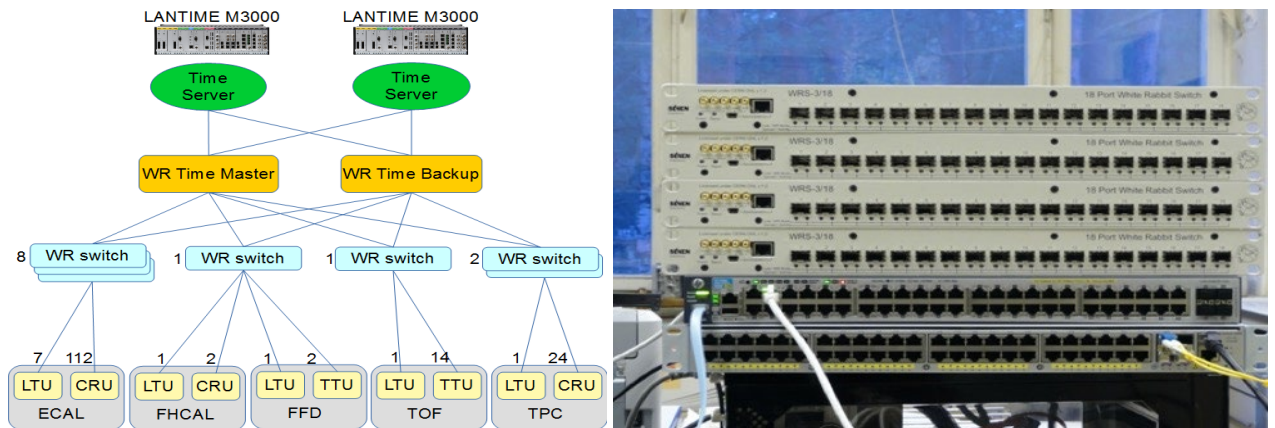 LANTIME M3000
LANTIME M3000
Time
Server
Time
Server
WR Time Master
WR Time Backup
8
WR switch
1
WR switch
1
WR switch
2
WR switch
7
112
1
2
1
2
1
14
1
24
LTU
CRU
LTU
CRU
LTU
TTU
LTU
TTU
LTU
CRU
ECAL
FHCAL
FFD
TOF
TPC
WRS-3/18
18 Port White Rabbit Switch
WRS-3/18
18 Port White Rabbit Switch
WRS-3/18
18 Port White Rabbit Switch
WRS-3/18
18 Port White Rabbit Switch